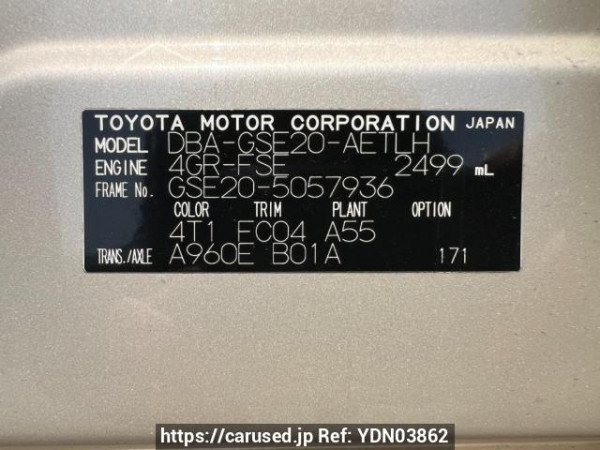 TOYOTA MOTOR CORPORATION JAPAN
MODEL DBA-GSE20-AETLH
ENGINE 4GR-FSE 2499 mL
FRAME No. GSE20-5057936
COLOR TRIM PLANT OPTION
4T1 FC04 A55
TRANS./AXLE A960E B01A 171
https://carused.jp Ref: YDN03862